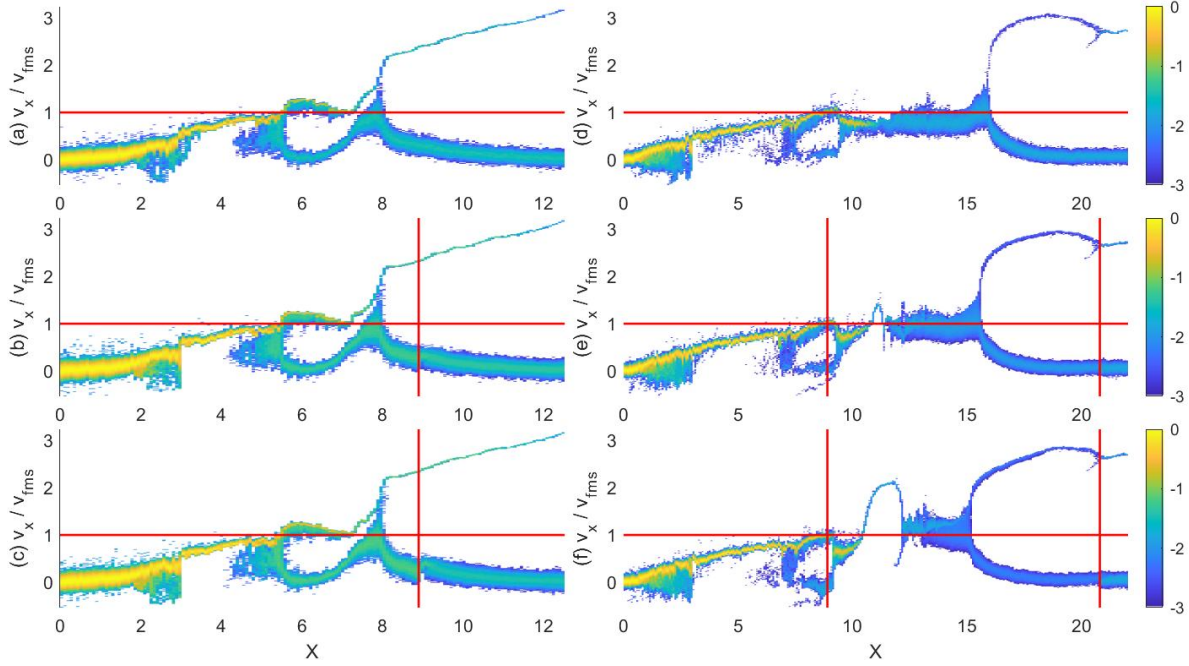 3
2
1
0
(a) v_x / v_fms
0 2 4 6 8 10 12
3
2
1
0
(d) v_x / v_fms
0 5 10 15 20
X
0
-1
-2
-3
3
2
1
0
(b) v_x / v_fms
0 2 4 6 8 10 12
3
2
1
0
(e) v_x / v_fms
0 5 10 15 20
0
-1
-2
-3
3
2
1
0
(c) v_x / v_fms
0 2 4 6 8 10 12
X
3
2
1
0
(f) v_x / v_fms
0 5 10 15 20
X
0
-1
-2
-3